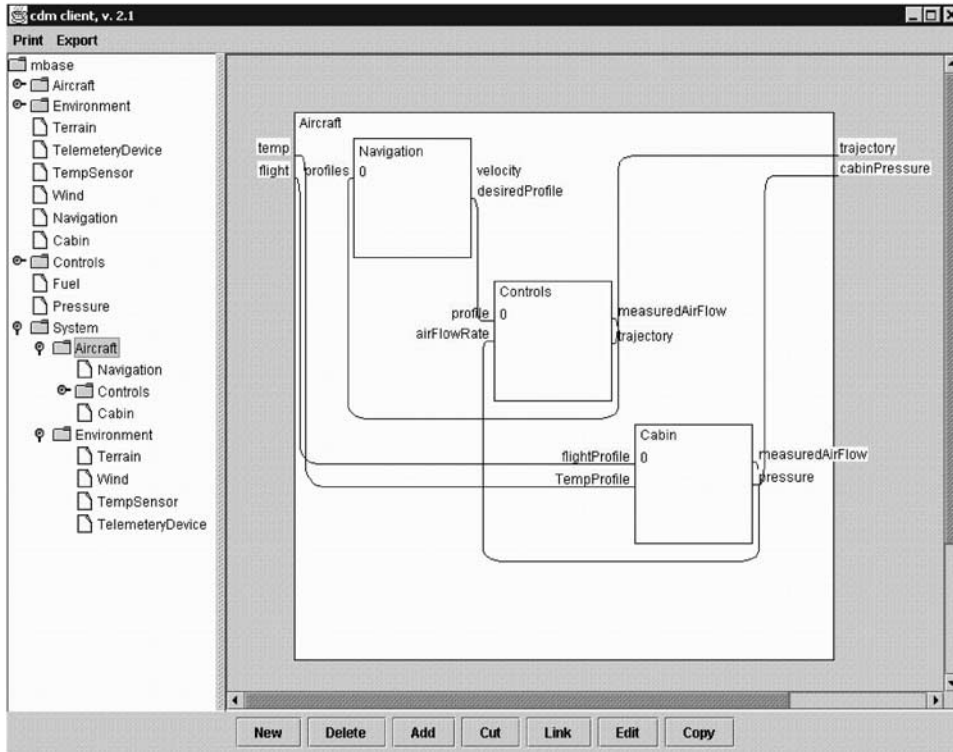 cdm client, v. 2.1
Print Export
mbase
Aircraft
Environment
Terrain
TelemeteryDevice
TempSensor
Wind
Navigation
Cabin
Controls
Fuel
Pressure
System
Aircraft
Navigation
Controls
Cabin
Environment
Terrain
Wind
TempSensor
TelemeteryDevice
Aircraft
temp
flight
Navigation
profiles
0
velocity
desiredProfile
trajectory
cabinPressure
Controls
profile
0
airFlowRate
measuredAirFlow
trajectory
Cabin
flightProfile
0
TempProfile
measuredAirFlow
pressure
New Delete Add Cut Link Edit Copy